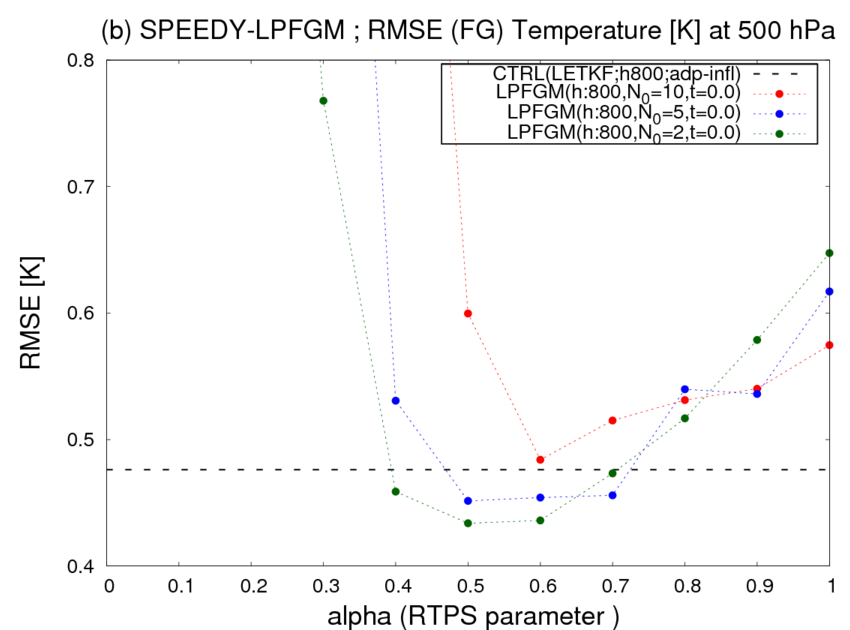 (b) SPEEDY-LPFGM ; RMSE (FG) Temperature [K] at 500 hPa
CTRL(LETKF;h800;adp-infl)
LPFGM(h:800,N₀=10,t=0.0)
LPFGM(h:800,N₀=5,t=0.0)
LPFGM(h:800,N₀=2,t=0.0)
RMSE [K]
0.8
0.7
0.6
0.5
0.4
0 0.1 0.2 0.3 0.4 0.5 0.6 0.7 0.8 0.9 1
alpha (RTPS parameter )